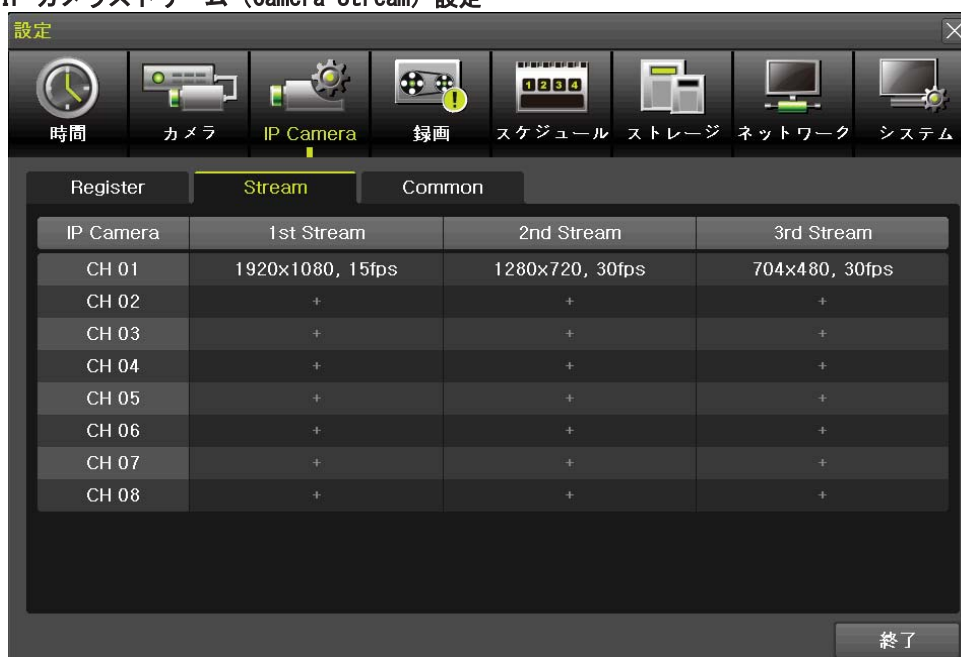 IP カメラストリーム (Camera Stream) 設定
設定
時間 カメラ IP Camera 録画 1 2 3 4 スケジュール ストレージ ネットワーク システム
Register Stream Common
IP Camera 1st Stream 2nd Stream 3rd Stream
CH 01 1920x1080, 15fps 1280x720, 30fps 704x480, 30fps
CH 02 + + +
CH 03 + + +
CH 04 + + +
CH 05 + + +
CH 06 + + +
CH 07 + + +
CH 08 + + +
終了